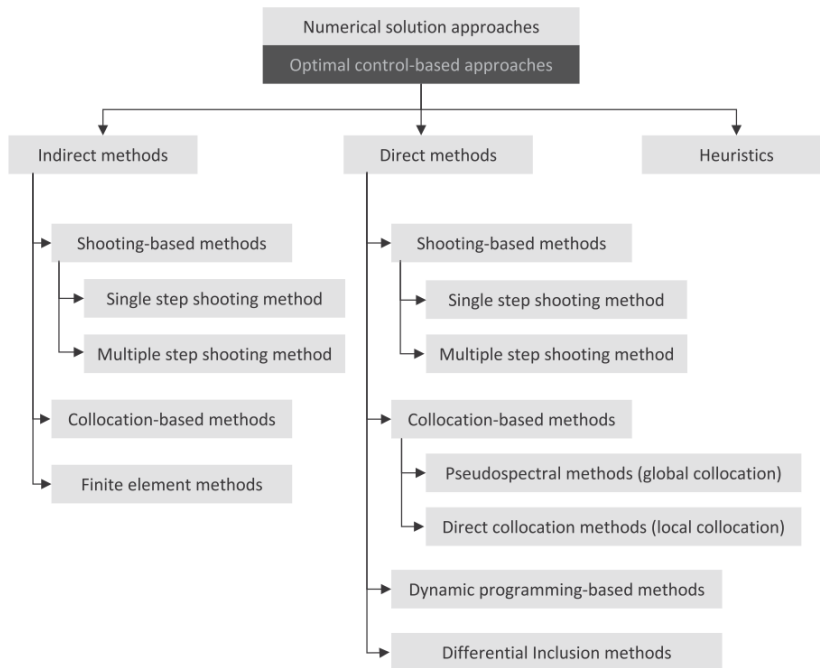 Numerical solution approaches
Optimal control-based approaches
Indirect methods
Direct methods
Heuristics
Shooting-based methods
Single step shooting method
Multiple step shooting method
Collocation-based methods
Finite element methods
Shooting-based methods
Single step shooting method
Multiple step shooting method
Collocation-based methods
Pseudospectral methods (global collocation)
Direct collocation methods (local collocation)
Dynamic programming-based methods
Differential Inclusion methods